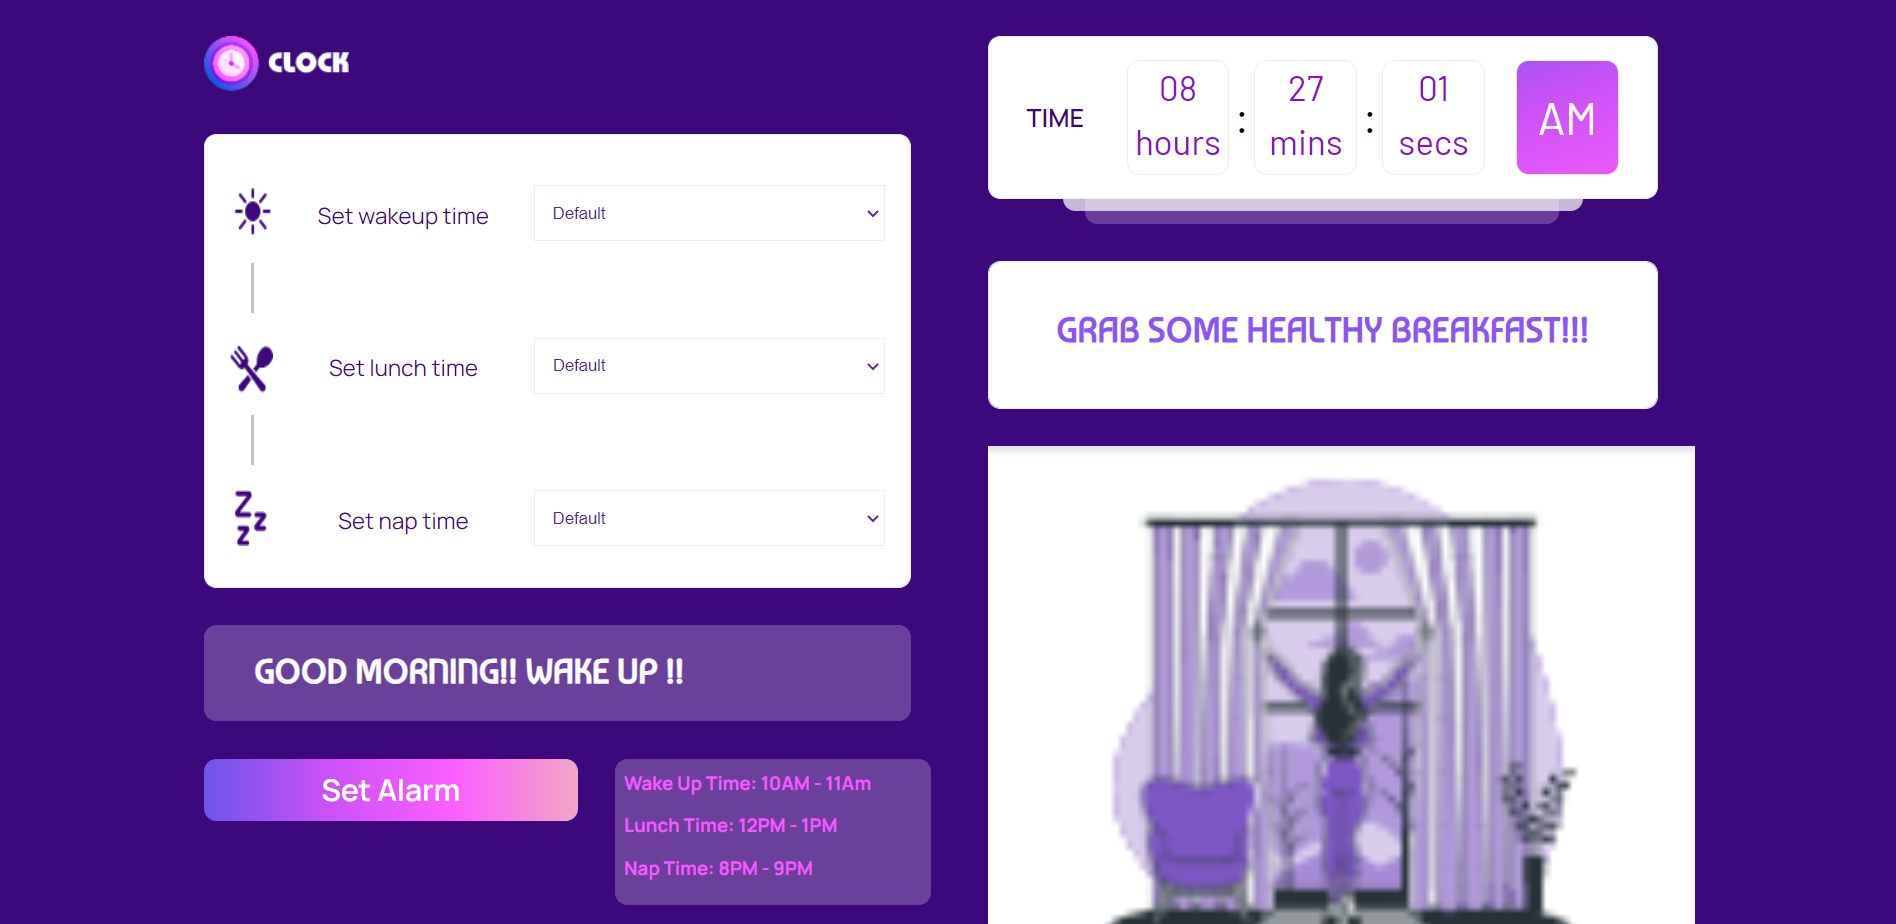 CLOCK
Set wakeup time
Default
Set lunch time
Default
Set nap time
Default
GOOD MORNING!! WAKE UP !!
Set Alarm
Wake Up Time: 10AM - 11Am
Lunch Time: 12PM - 1PM
Nap Time: 8PM - 9PM
TIME
08
hours
:
27
mins
:
01
secs
AM
GRAB SOME HEALTHY BREAKFAST!!!